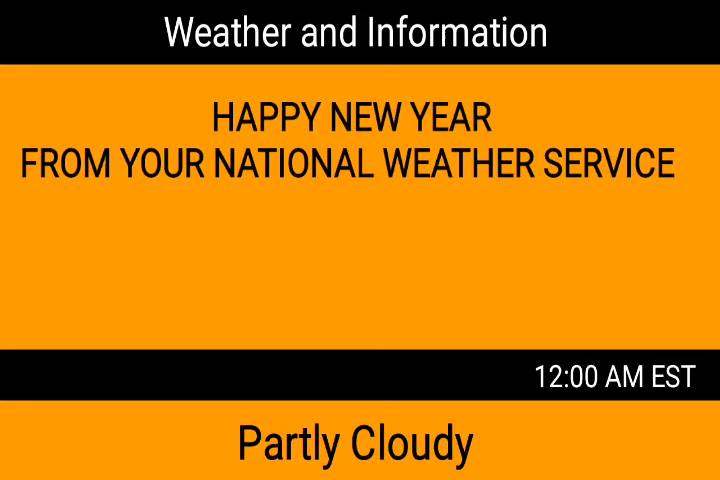 Weather and Information
HAPPY NEW YEAR
FROM YOUR NATIONAL WEATHER SERVICE
12:00 AM EST
Partly Cloudy